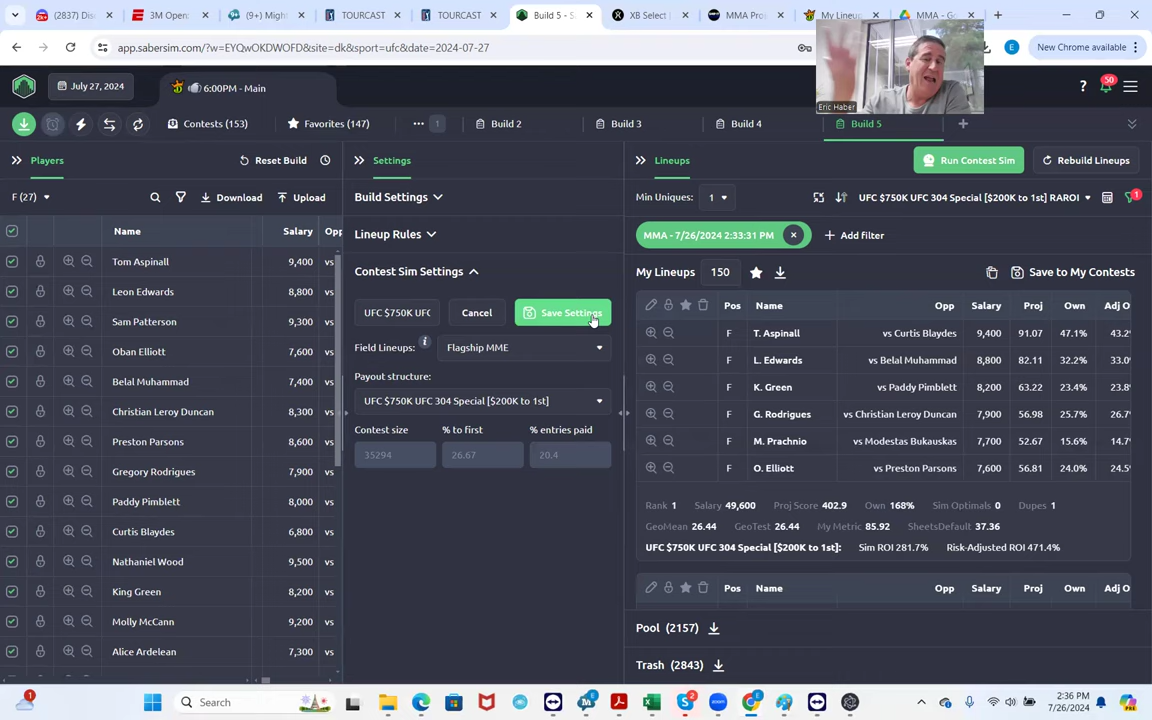 (2837) Dis
3M Open:
(9+) Migh
TOURCAST
TOURCAST
Build 5 - S
XB Select
MMA Pro
My Lineu
MMA - G
app.sabersim.com/?w=EYQwOKDWOFD&site=dk&sport=ufc&date=2024-07-27
E
New Chrome available
Eric Haber
July 27, 2024
6:00PM - Main
?
50
Contests (153)
Favorites (147)
1
Build 2
Build 3
Build 4
Build 5
Players
Reset Build
Settings
Lineups
Run Contest Sim
Rebuild Lineups
F (27)
Download
Upload
Build Settings
Min Uniques: 1
UFC $750K UFC 304 Special [$200K to 1st] RAROI
1
Name Salary Opp
Lineup Rules
MMA - 7/26/2024 2:33:31 PM
Add filter
Tom Aspinall 9,400 vs
Leon Edwards 8,800 vs
Sam Patterson 9,300 vs
Oban Elliott 7,600 vs
Belal Muhammad 7,400 vs
Christian Leroy Duncan 8,300 vs
Preston Parsons 8,600 vs
Gregory Rodrigues 7,900 vs
Paddy Pimblett 8,000 vs
Curtis Blaydes 6,800 vs
Nathaniel Wood 9,500 vs
King Green 8,200 vs
Molly McCann 9,200 vs
Alice Ardelean 7,300 vs
Contest Sim Settings
UFC $750K UFC
Cancel
Save Settings
Field Lineups: i Flagship MME
Payout structure:
UFC $750K UFC 304 Special [$200K to 1st]
Contest size % to first % entries paid
35294 26.67 20.4
My Lineups 150
Save to My Contests
Pos Name Opp Salary Proj Own Adj O
F T. Aspinall vs Curtis Blaydes 9,400 91.07 47.1% 43.2
F L. Edwards vs Belal Muhammad 8,800 82.11 32.2% 33.0
F K. Green vs Paddy Pimblett 8,200 63.22 23.4% 23.8
F G. Rodrigues vs Christian Leroy Duncan 7,900 56.98 25.7% 26.7
F M. Prachnio vs Modestas Bukauskas 7,700 52.67 15.6% 14.7
F O. Elliott vs Preston Parsons 7,600 56.81 24.0% 24.5
Rank 1 Salary 49,600 Proj Score 402.9 Own 168% Sim Optimals 0 Dupes 1
GeoMean 26.44 GeoTest 26.44 My Metric 85.92 SheetsDefault 37.36
UFC $750K UFC 304 Special [$200K to 1st]: Sim ROI 281.7% Risk-Adjusted ROI 471.4%
Pos Name Opp Salary Proj Own Adj O
Pool (2157)
Trash (2843)
1
Search
2
2:36 PM
7/26/2024